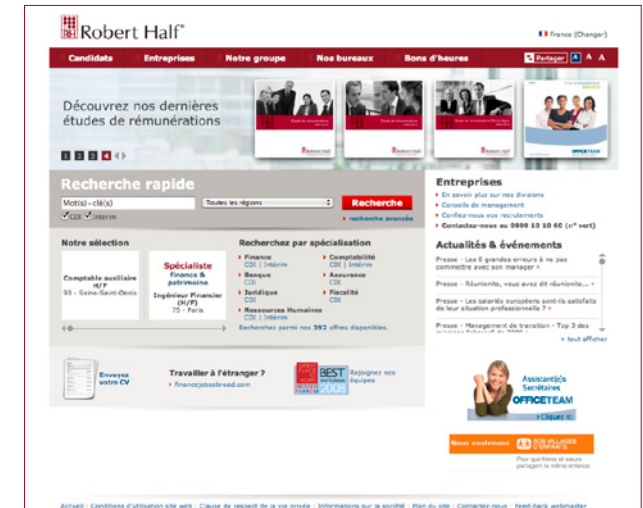 RH Robert Half®
France (Changer)
Candidats Entreprises Notre groupe Nos bureaux Bons d'heures Partager A A A
Découvrez nos dernières
études de rémunérations
Robert Half Robert Half Robert Half OFFICETEAM
1 2 3 4
Recherche rapide
Mot(s)-clé(s) Toutes les régions Recherche
CDI Intérim recherche avancée
Entreprises
En savoir plus sur nos divisions
Conseils de management
Confiez-nous vos recrutements
Contactez-nous au 0800 10 10 60 (n° vert)
Notre sélection
Comptable auxiliaire
H/F
93 - Seine-Saint-Denis
Spécialiste
finance &
patrimoine
Ingénieur Financier
(H/F)
75 - Paris
Recherchez par spécialisation
Finance
CDI | Intérim
Banque
CDI
Juridique
CDI
Ressources Humaines
CDI | Intérim
Comptabilité
CDI | Intérim
Assurance
CDI
Fiscalité
CDI
Recherchez parmi nos 392 offres disponibles.
Actualités & événements
Presse - Les 6 grandes erreurs à ne pas
commettre avec son manager
Presse - Réunionite, vous avez dit réunionite...
Presse - Les salariés européens sont-ils satisfaits
de leur situation professionnelle ?
Presse - Management de transition - Top 3 des
tout afficher
Envoyez
votre CV
Travailler à l'étranger ?
financejobsabroad.com
BEST
2008
Rejoignez nos
équipes
Assistant(e)s
Secrétaires
OFFICETEAM
Cliquez ici
Nous soutenons SOS VILLAGES
D'ENFANTS
Pour que frères et sœurs
partagent la même enfance
Accueil | Conditions d'utilisation site web | Clause de respect de la vie privée | Informations sur la société | Plan du site | Contactez-nous | Feed-back webmaster